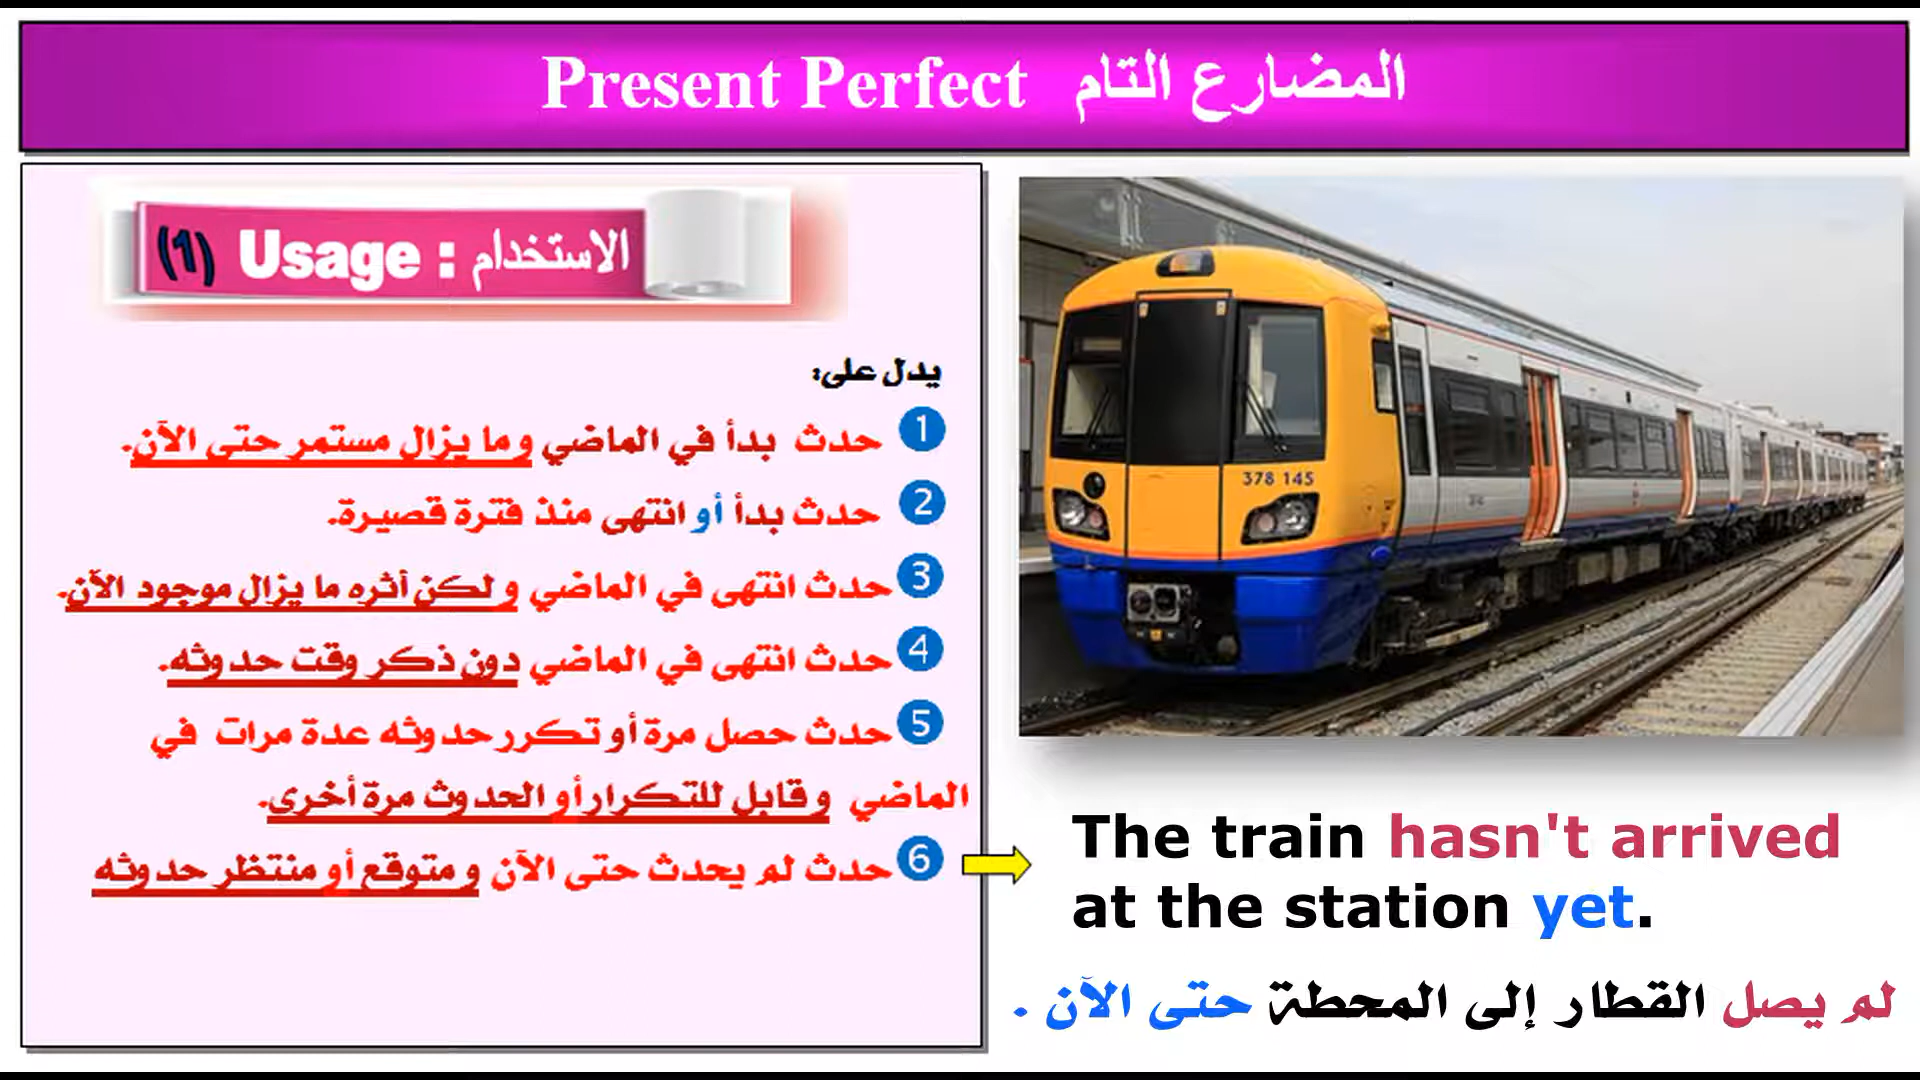 Present Perfect المضارع التام
(1) Usage : الاستخدام
يدل على:
1 حدث بدأ في الماضي وما يزال مستمر حتى الآن.
2 حدث بدأ أو انتهى منذ فترة قصيرة.
3 حدث انتهى في الماضي و لكن أثره ما يزال موجود الآن.
4 حدث انتهى في الماضي دون ذكر وقت حدوثه.
5 حدث حصل مرة أو تكرر حدوثه عدة مرات في
الماضي وقابل للتكرار أو الحدوث مرة أخرى.
6 حدث لم يحدث حتى الآن و متوقع أو منتظر حدوثه
378 145
The train hasn't arrived
at the station yet.
لم يصل القطار إلى المحطة حتى الآن .